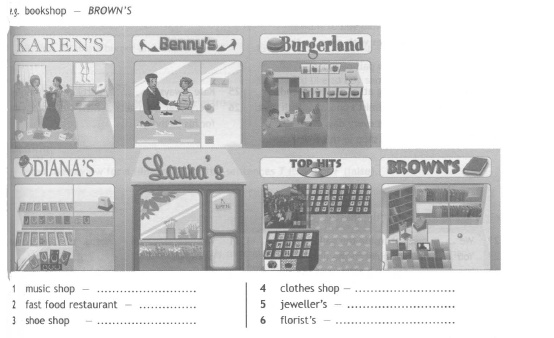 e.g. bookshop — BROWN'S
KAREN'S
Benny's
Burgerland
DIANA'S
Laura's
TOP HITS
BROWN'S
1 music shop – ..........................
2 fast food restaurant – ...............
3 shoe shop – ..........................
4 clothes shop – ..........................
5 jeweller's – ............................
6 florist's – ...............................